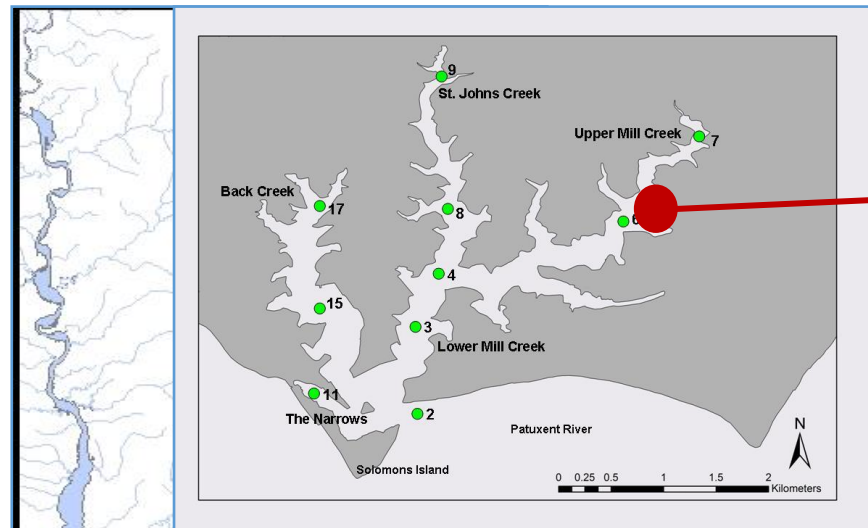 9
St. Johns Creek
Upper Mill Creek
7
Back Creek
17
8
6
4
15
3
Lower Mill Creek
11
2
The Narrows
Patuxent River
N
Solomons Island
0 0.25 0.5 1 1.5 2
Kilometers